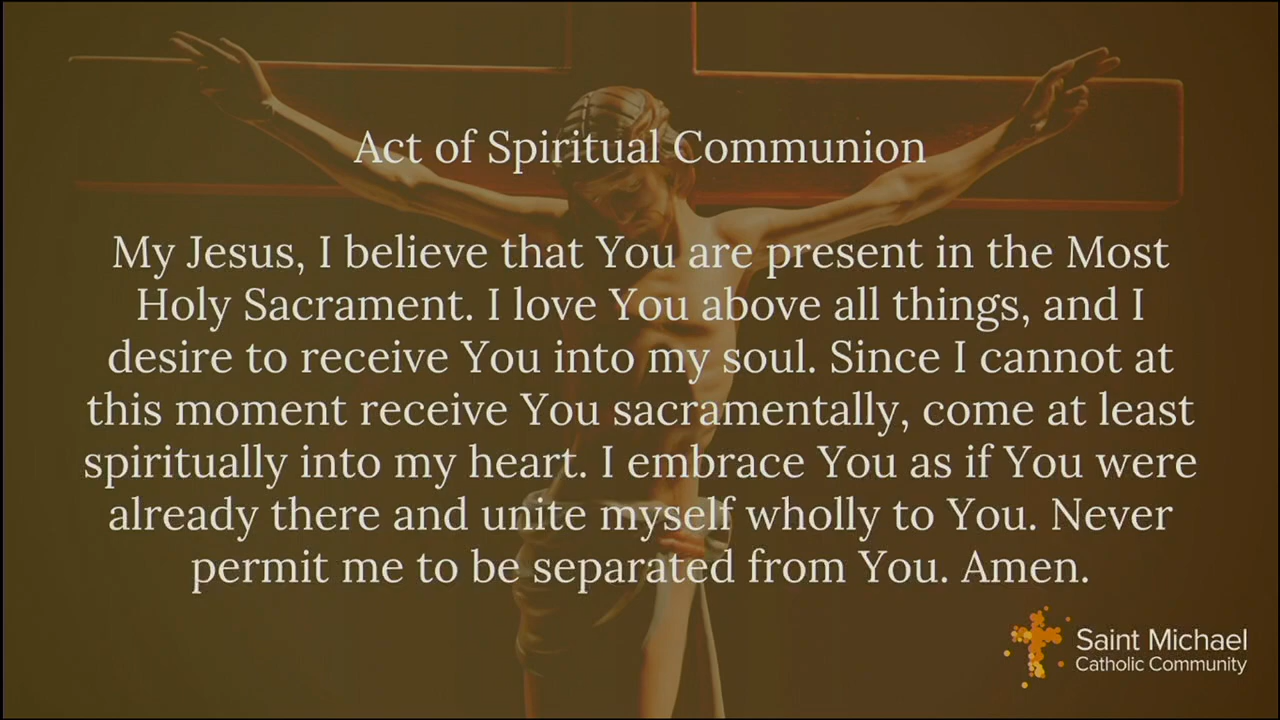 Act of Spiritual Communion
My Jesus, I believe that You are present in the Most
Holy Sacrament. I love You above all things, and I
desire to receive You into my soul. Since I cannot at
this moment receive You sacramentally, come at least
spiritually into my heart. I embrace You as if You were
already there and unite myself wholly to You. Never
permit me to be separated from You. Amen.
Saint Michael
Catholic Community